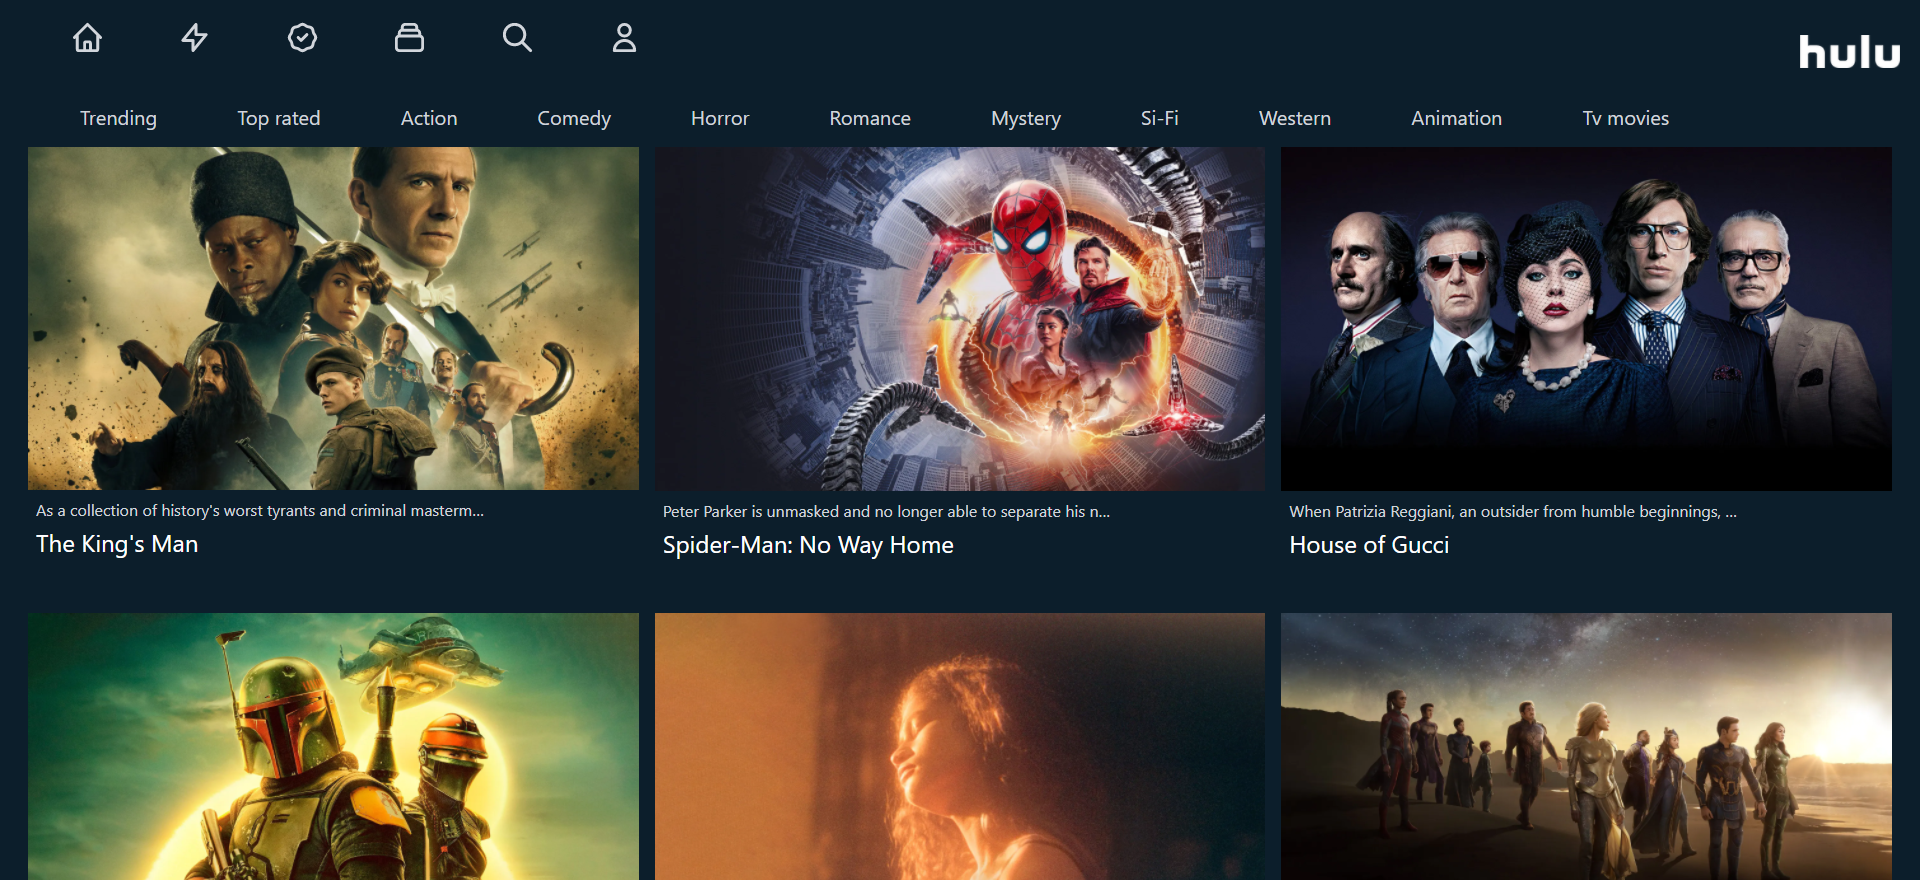 hulu
Trending
Top rated
Action
Comedy
Horror
Romance
Mystery
Si-Fi
Western
Animation
Tv movies
As a collection of history's worst tyrants and criminal masterm...
The King's Man
Peter Parker is unmasked and no longer able to separate his n...
Spider-Man: No Way Home
When Patrizia Reggiani, an outsider from humble beginnings, ...
House of Gucci